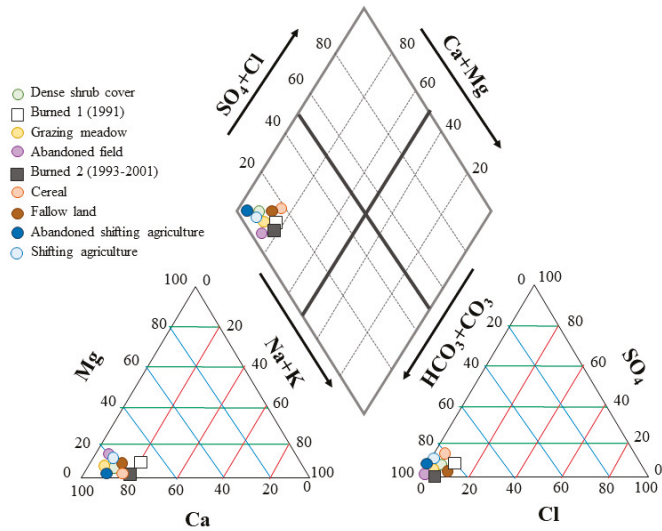 80
80
60
60
40
40
20
20
SO4+Cl
Ca+Mg
Na+K
HCO3+CO3
Dense shrub cover
Burned 1 (1991)
Grazing meadow
Abandoned field
Burned 2 (1993-2001)
Cereal
Fallow land
Abandoned shifting agriculture
Shifting agriculture
100 0
80 20
60 40
40 60
20 80
0 100
100 80 60 40 20 0
Mg
Ca
0 100
20 80
40 60
60 40
80 20
100 0
0 20 40 60 80 100
SO4
Cl